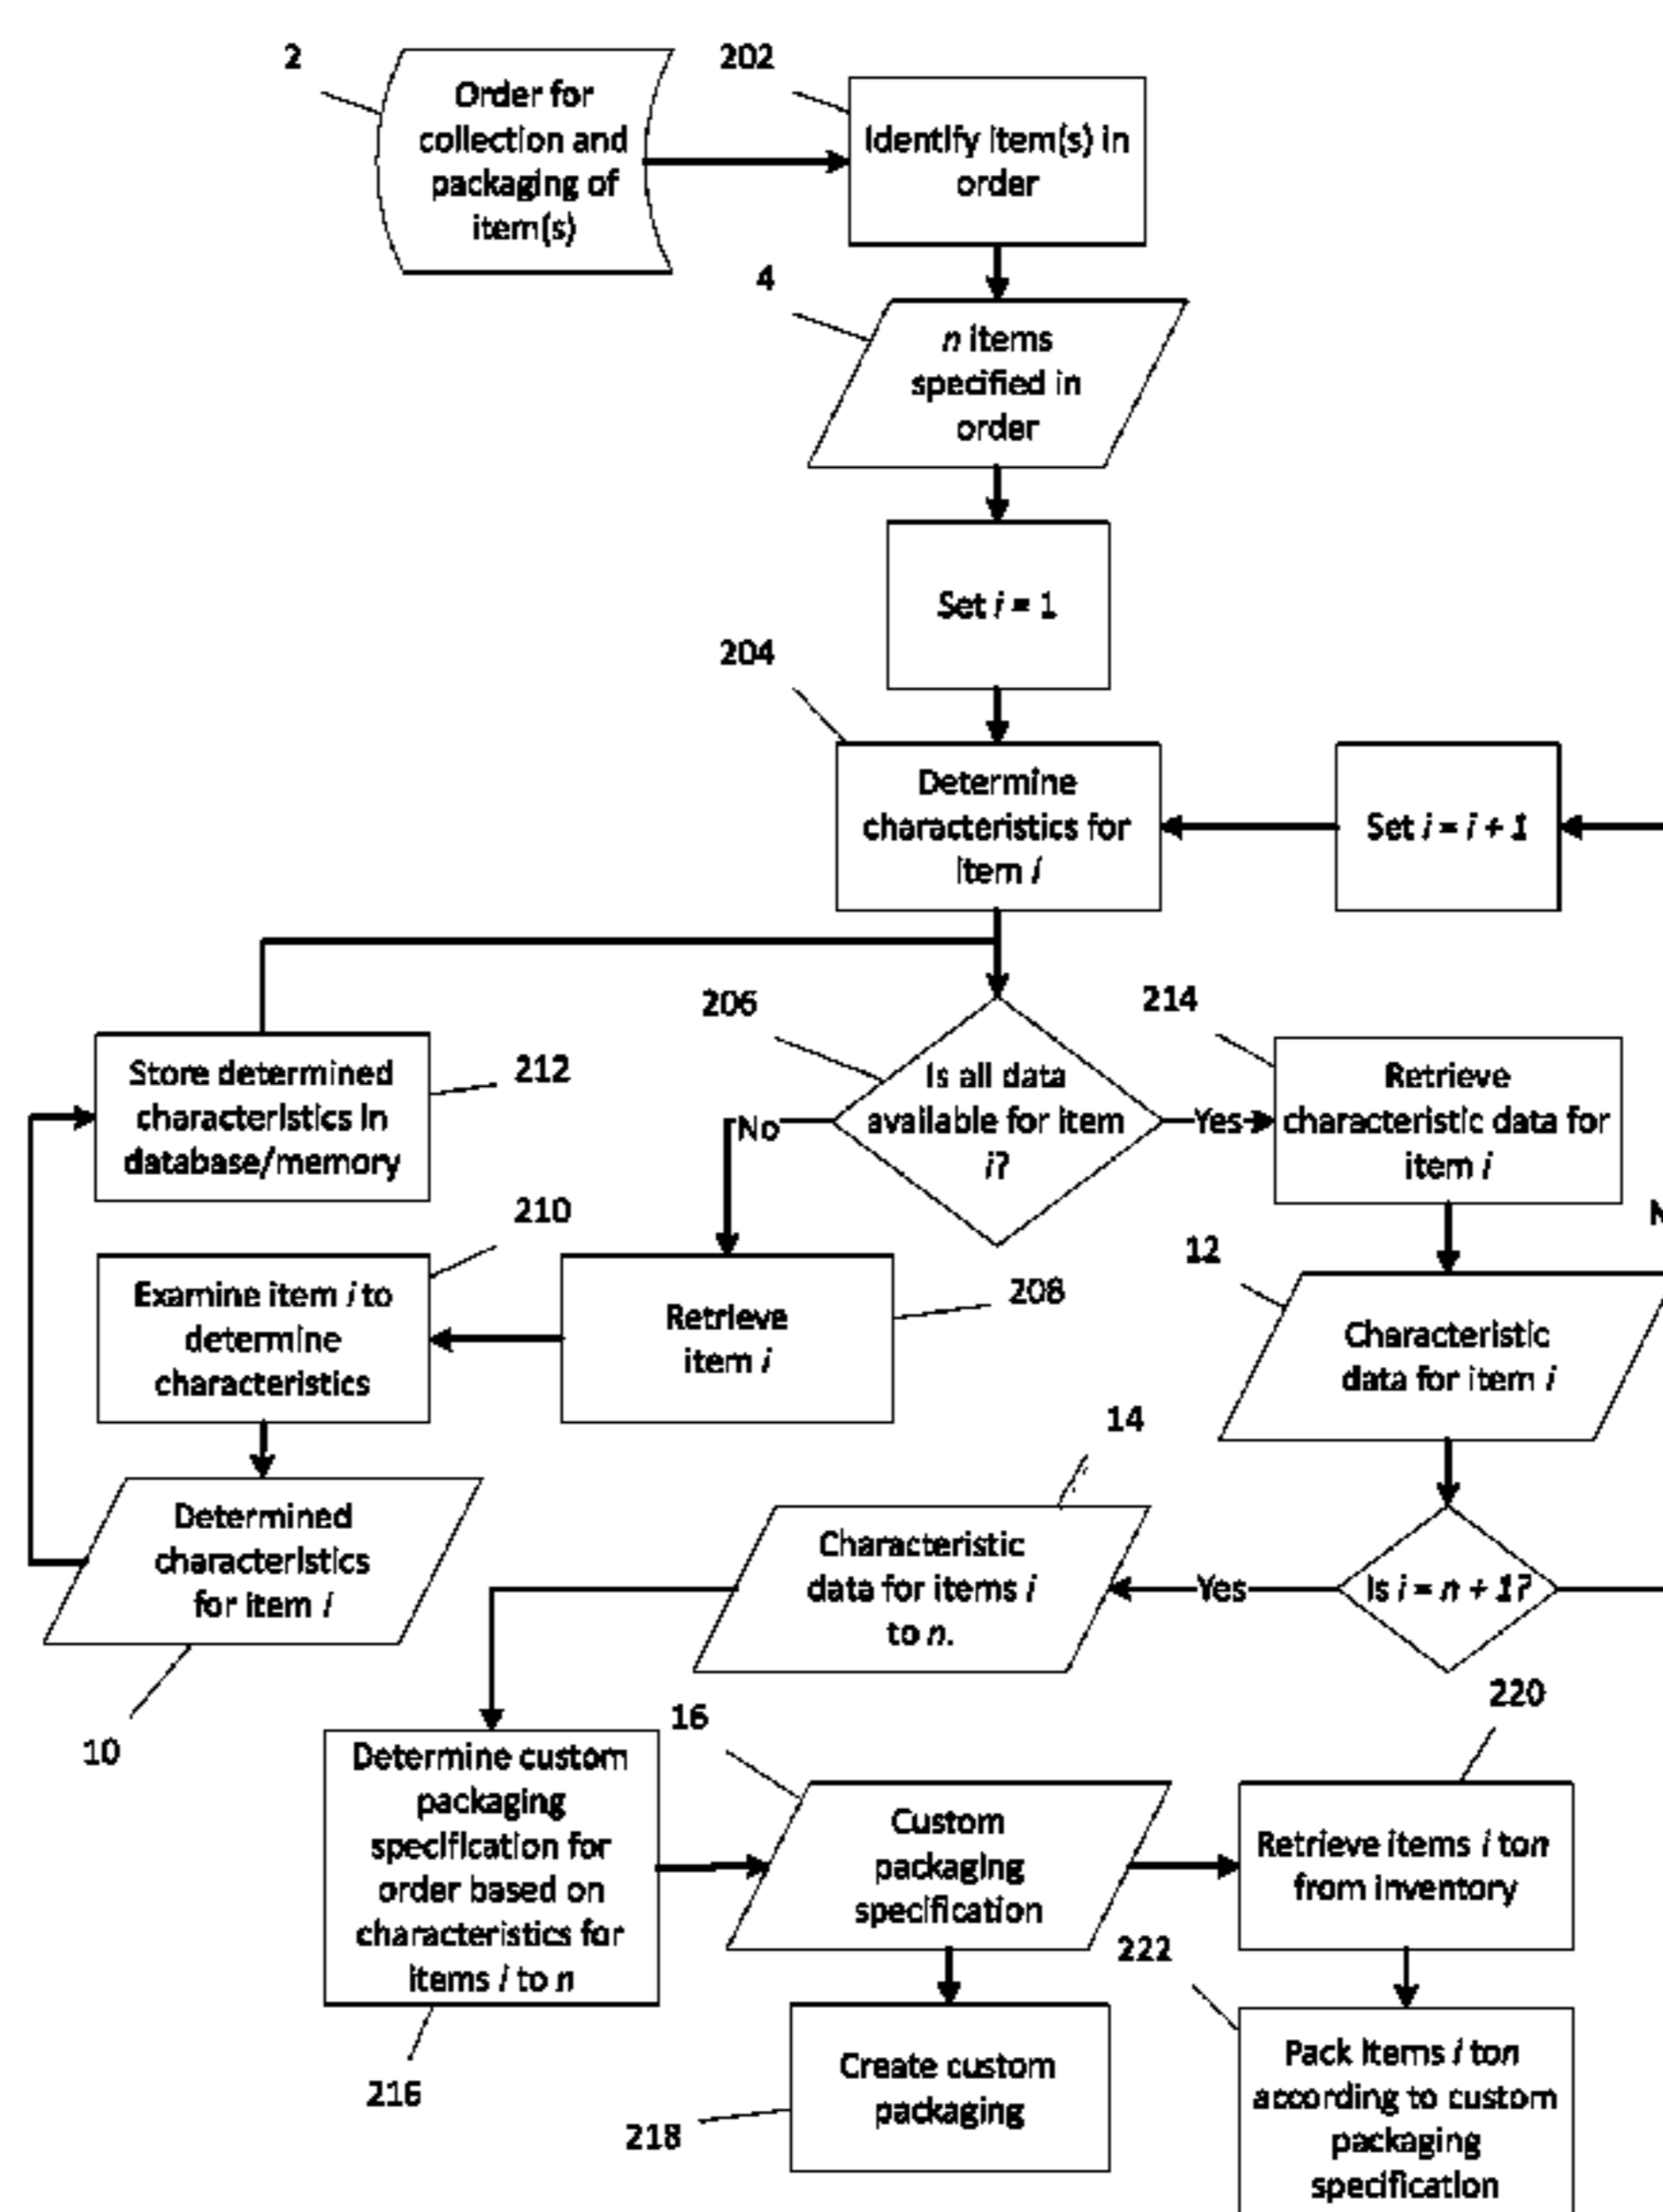 2
Order for
collection and
packaging of
item(s)
202
Identify item(s) in
order
4
n items
specified in
order
Set i = 1
204
Determine
characteristics for
item i
Set i = i + 1
206
Is all data
available for item
i?
No
Yes
214
Retrieve
characteristic data for
item i
Store determined
characteristics in
database/memory
212
210
Examine item i to
determine
characteristics
Retrieve
item i
208
12
Characteristic
data for item i
14
Characteristic
data for items i
to n.
Yes
Is i = n + 1?
Determined
characteristics
for item i
10
Determine custom
packaging
specification for
order based on
characteristics for
items i to n
216
16
Custom
packaging
specification
220
Retrieve items i ton
from inventory
Create custom
packaging
218
222
Pack items i ton
according to custom
packaging
specification